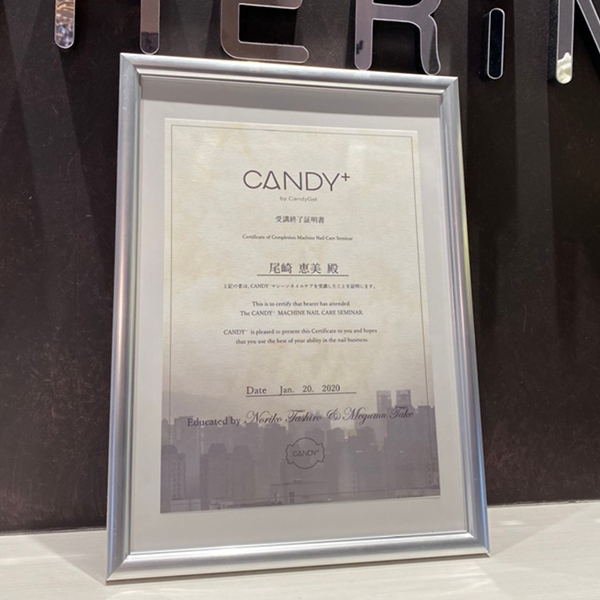 HERIN
CANDY+
for CandyGel
受講終了証明書
Certificate of Completion Machine Nail Care Seminar
尾崎 恵美 殿
上記の者は、CANDY+マシーンネイルケアを受講したことを証明します。
This is to certify that bearer has attended
The CANDY+ MACHINE NAIL CARE SEMINAR.
CANDY+ is pleased to present this Certificate to you and hopes
that you use the best of your ability in the nail business
Date Jan. 20. 2020
Educated by Noriko Tashiro & Megumu Take
CANDY+